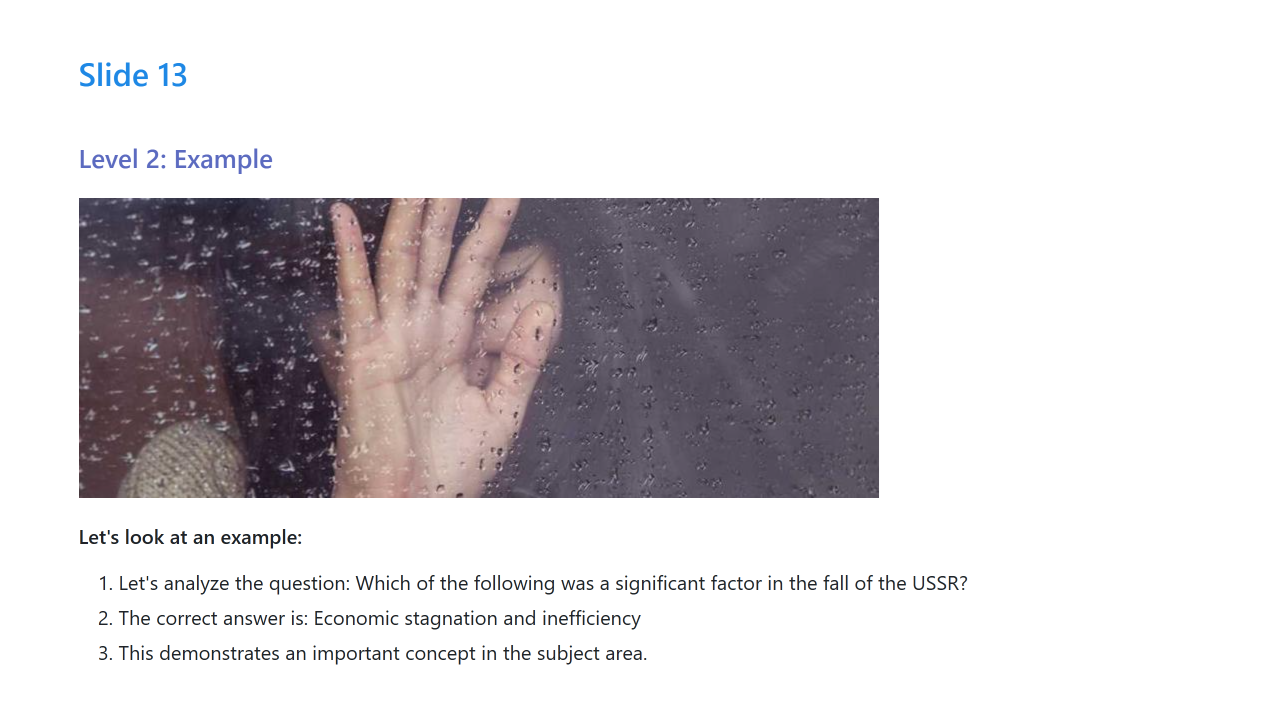 Slide 13
Level 2: Example
Let's look at an example:
1. Let's analyze the question: Which of the following was a significant factor in the fall of the USSR?
2. The correct answer is: Economic stagnation and inefficiency
3. This demonstrates an important concept in the subject area.